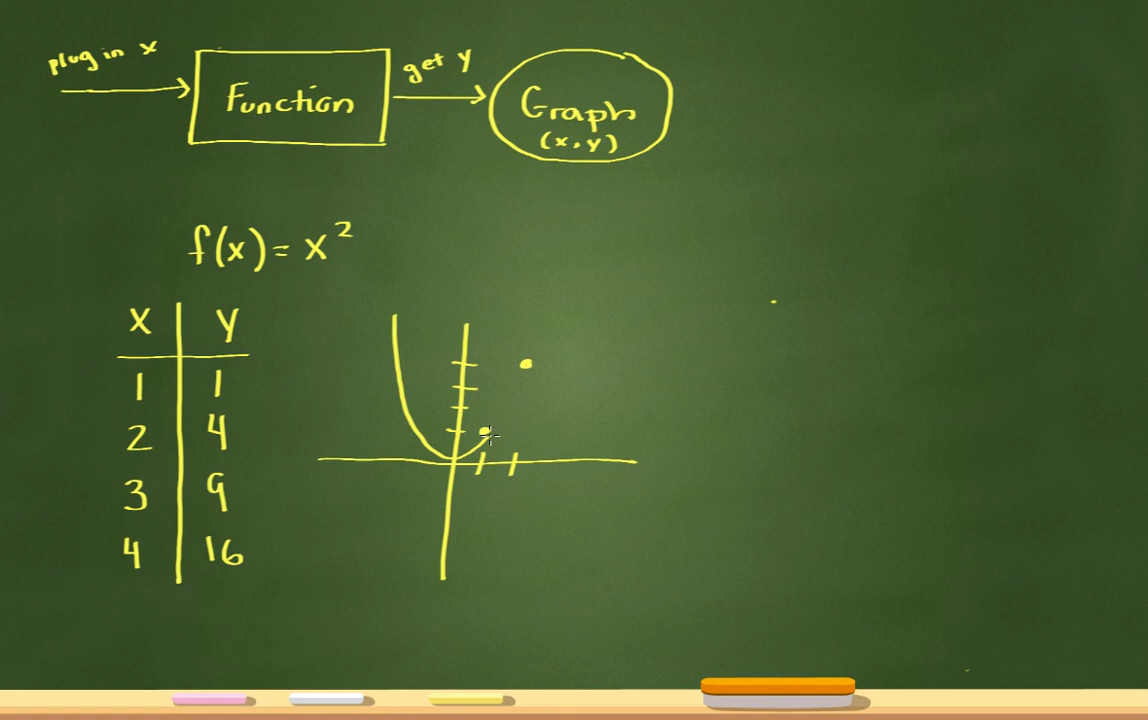 plug in x
Function
get y
Graph
(x,y)
f(x)=x²
x y
1 1
2 4
3 9
4 16